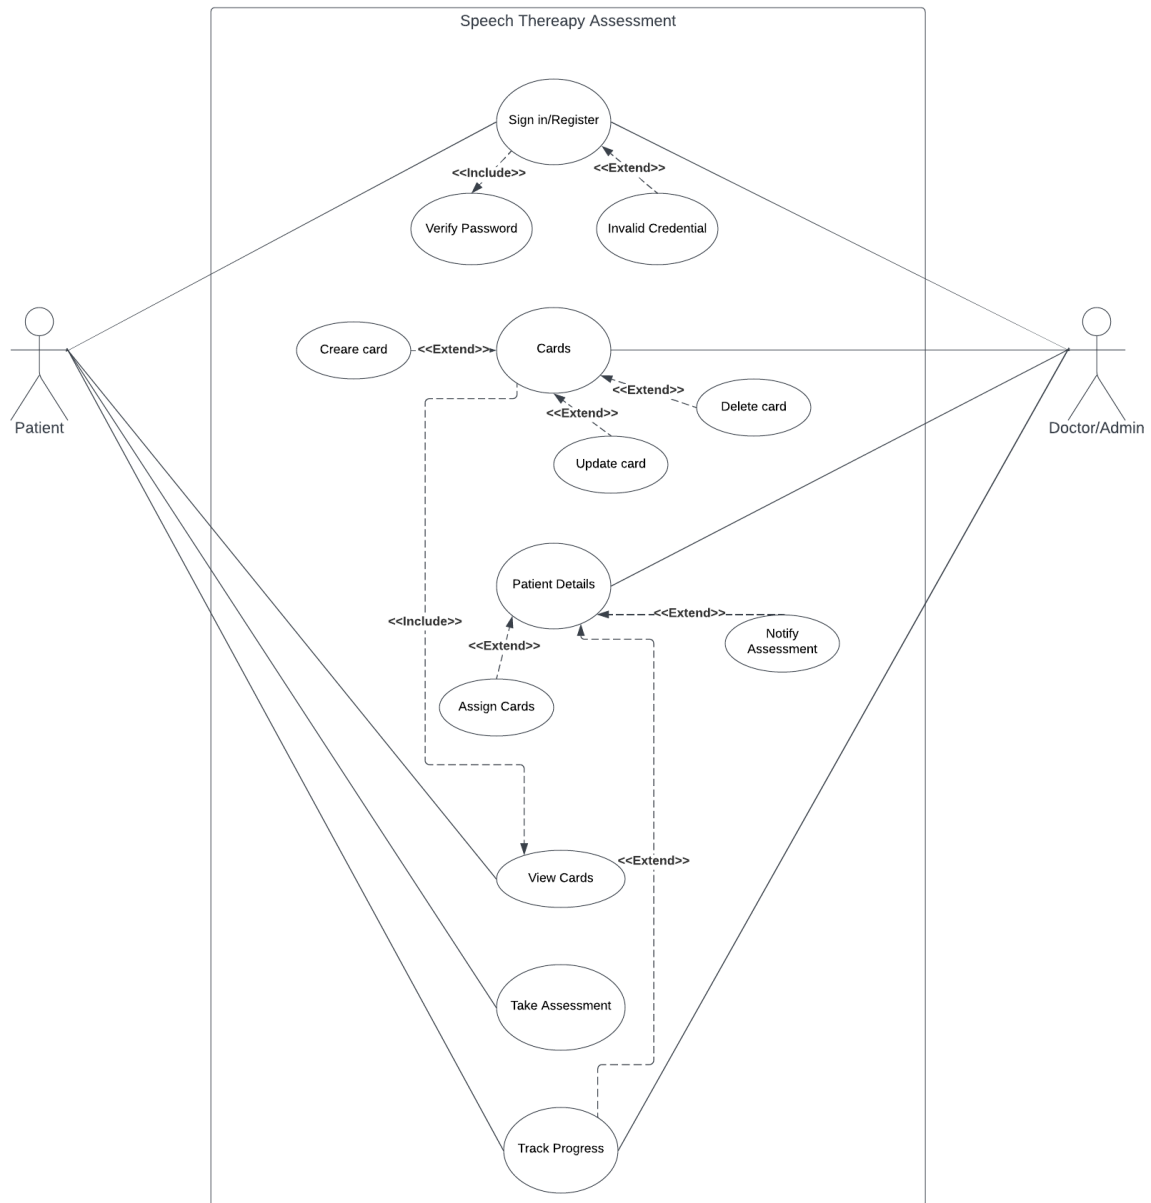 Speech Thereapy Assessment
Sign in/Register
<<Include>>
<<Extend>>
Verify Password
Invalid Credential
Creare card
<<Extend>>
Cards
<<Extend>>
Delete card
<<Extend>>
Update card
Patient
Doctor/Admin
Patient Details
<<Extend>>
<<Include>>
Notify
Assessment
<<Extend>>
Assign Cards
<<Extend>>
View Cards
Take Assessment
Track Progress